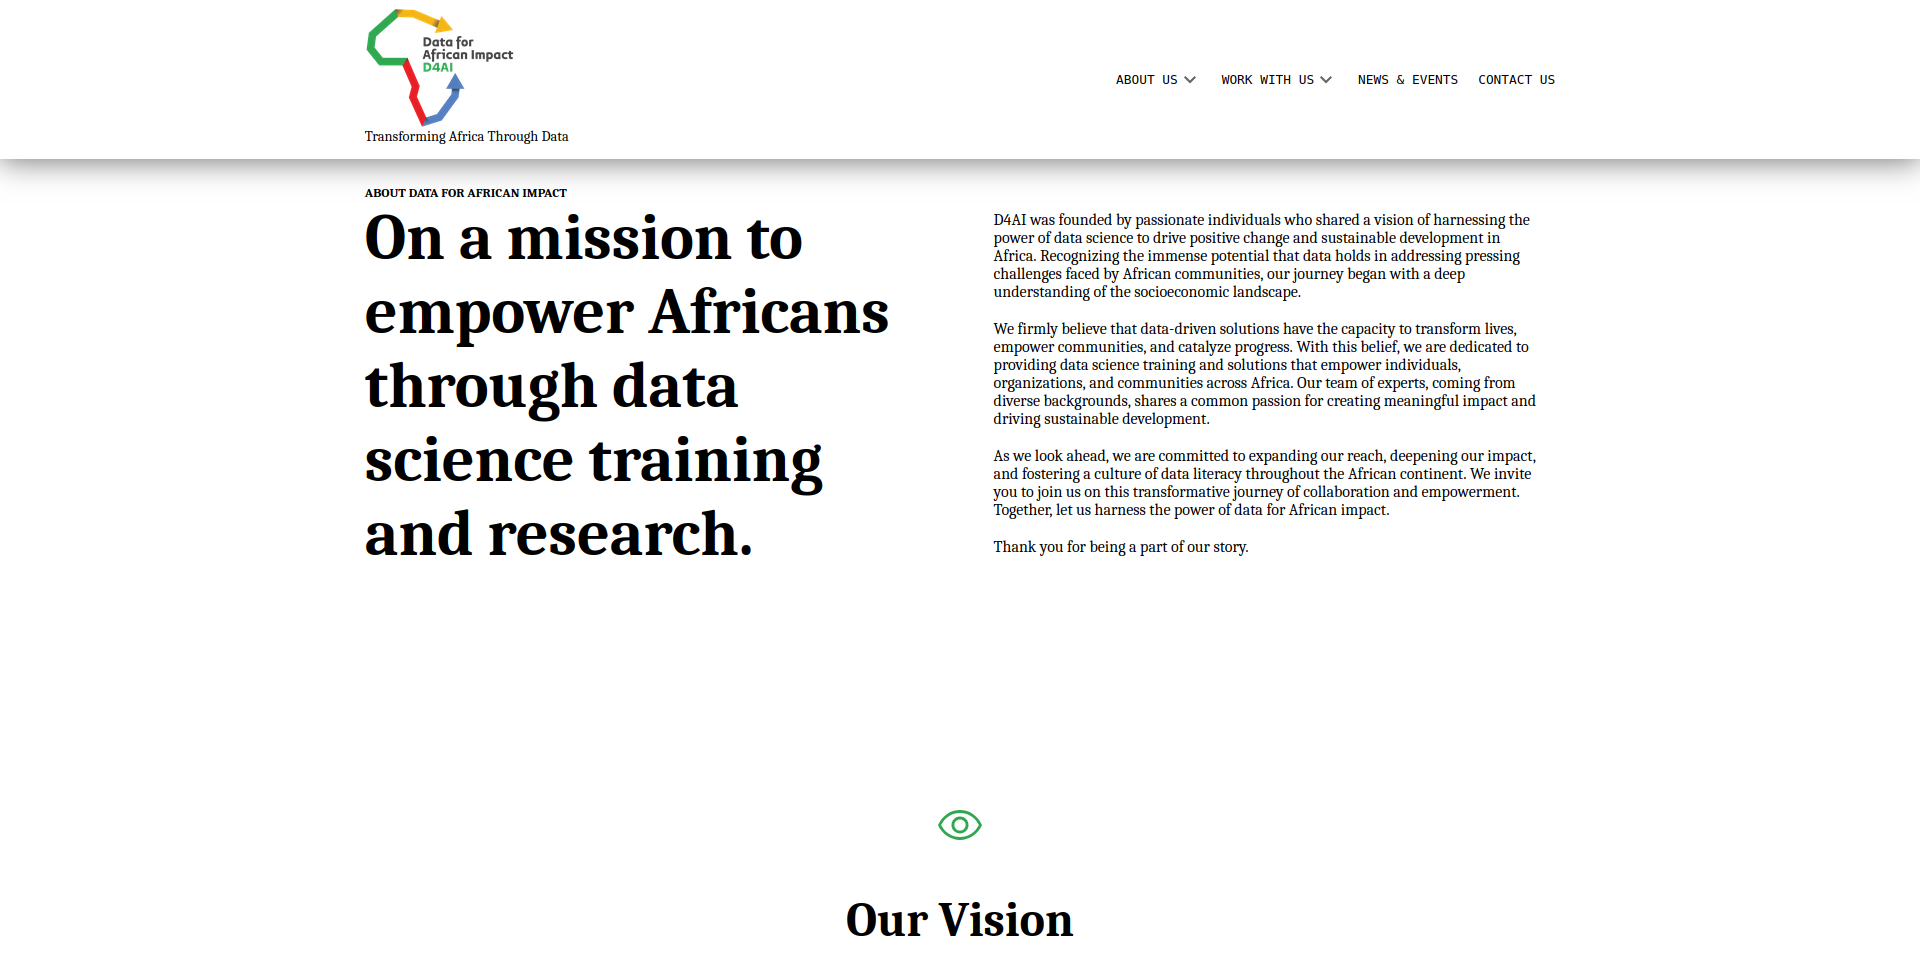 Data for
African Impact
D4AI
Transforming Africa Through Data
ABOUT US
WORK WITH US
NEWS & EVENTS
CONTACT US
ABOUT DATA FOR AFRICAN IMPACT
On a mission to
empower Africans
through data
science training
and research.
D4AI was founded by passionate individuals who shared a vision of harnessing the
power of data science to drive positive change and sustainable development in
Africa. Recognizing the immense potential that data holds in addressing pressing
challenges faced by African communities, our journey began with a deep
understanding of the socioeconomic landscape.
We firmly believe that data-driven solutions have the capacity to transform lives,
empower communities, and catalyze progress. With this belief, we are dedicated to
providing data science training and solutions that empower individuals,
organizations, and communities across Africa. Our team of experts, coming from
diverse backgrounds, shares a common passion for creating meaningful impact and
driving sustainable development.
As we look ahead, we are committed to expanding our reach, deepening our impact,
and fostering a culture of data literacy throughout the African continent. We invite
you to join us on this transformative journey of collaboration and empowerment.
Together, let us harness the power of data for African impact.
Thank you for being a part of our story.
Our Vision